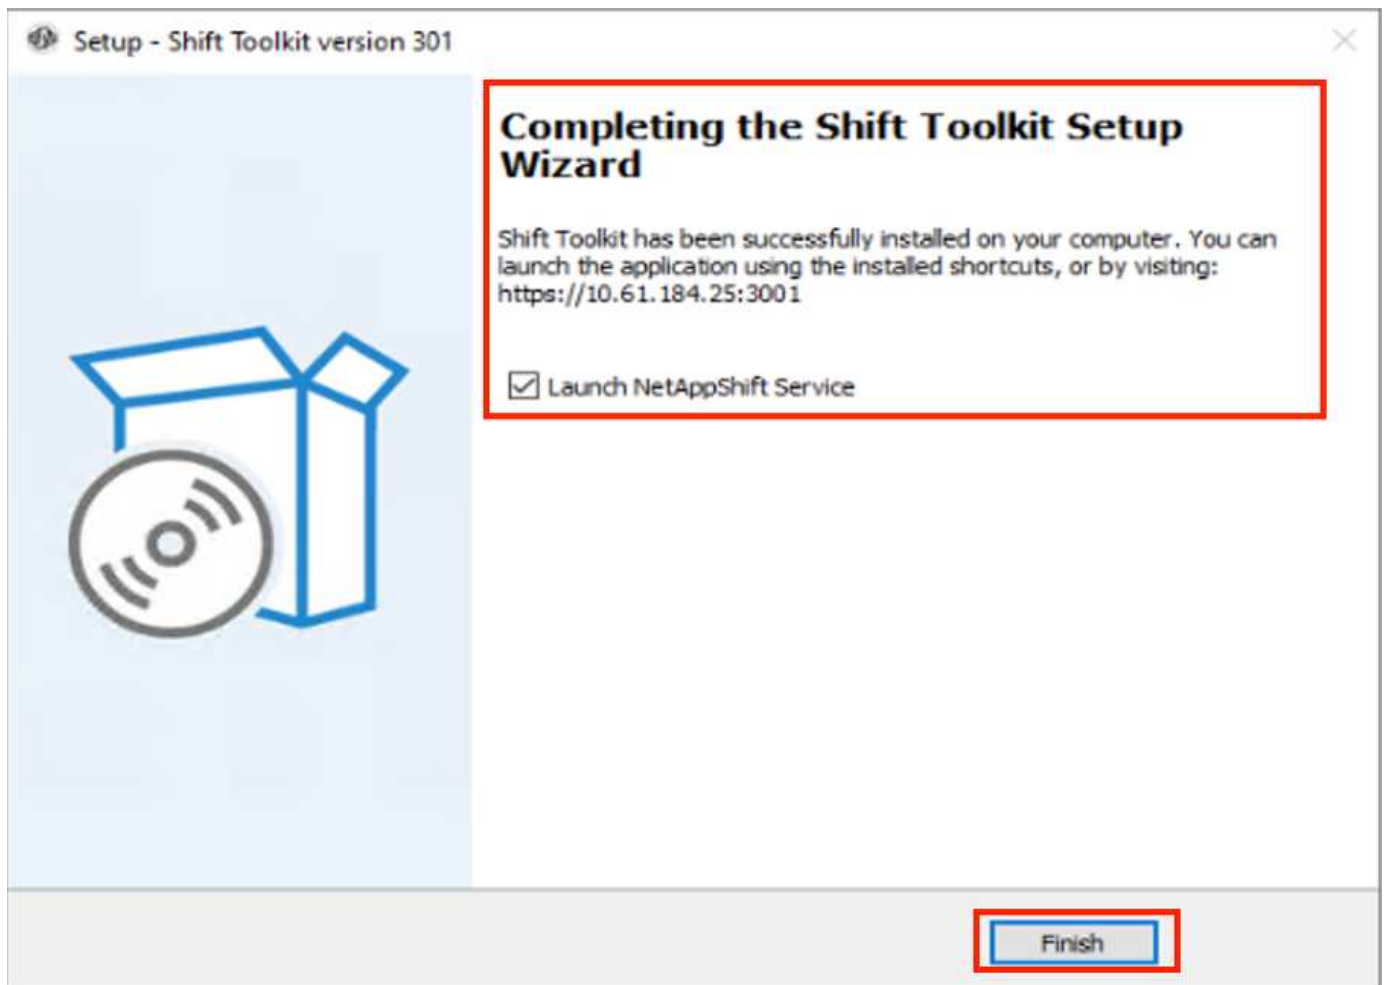 Setup - Shift Toolkit version 301
Completing the Shift Toolkit Setup
Wizard
Shift Toolkit has been successfully installed on your computer. You can
launch the application using the installed shortcuts, or by visiting:
https://10.61.184.25:3001
Launch NetAppShift Service
Finish